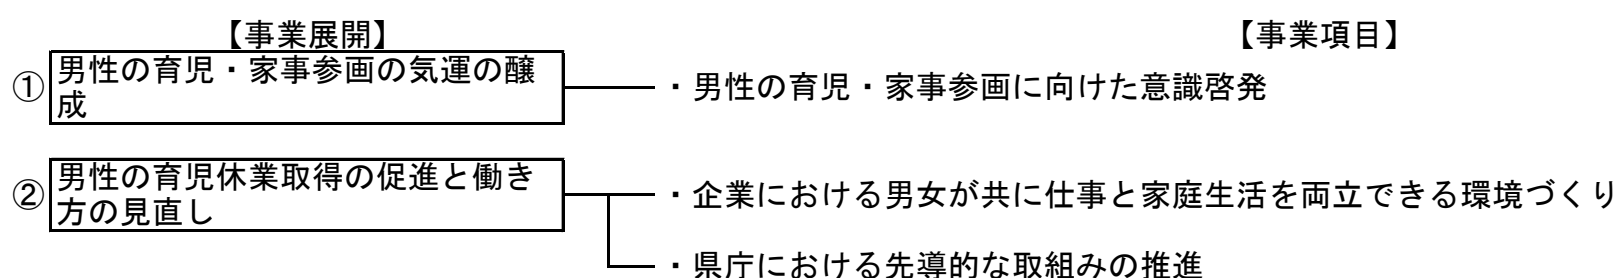 【事業展開】
【事業項目】
① 男性の育児・家事参画の気運の醸
成
・男性の育児・家事参画に向けた意識啓発
② 男性の育児休業取得の促進と働き
方の見直し
・企業における男女が共に仕事と家庭生活を両立できる環境づくり
・県庁における先導的な取組みの推進